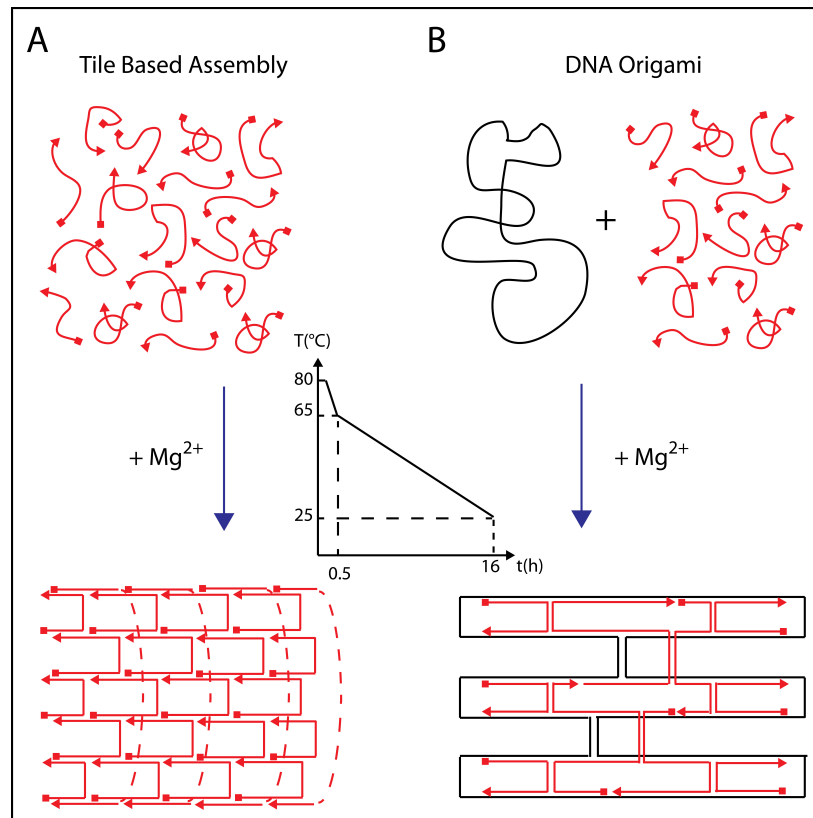 A
B
Tile Based Assembly
DNA Origami
+
T(°C)
80
65
25
0.5
16
t(h)
+ Mg²⁺
+ Mg²⁺